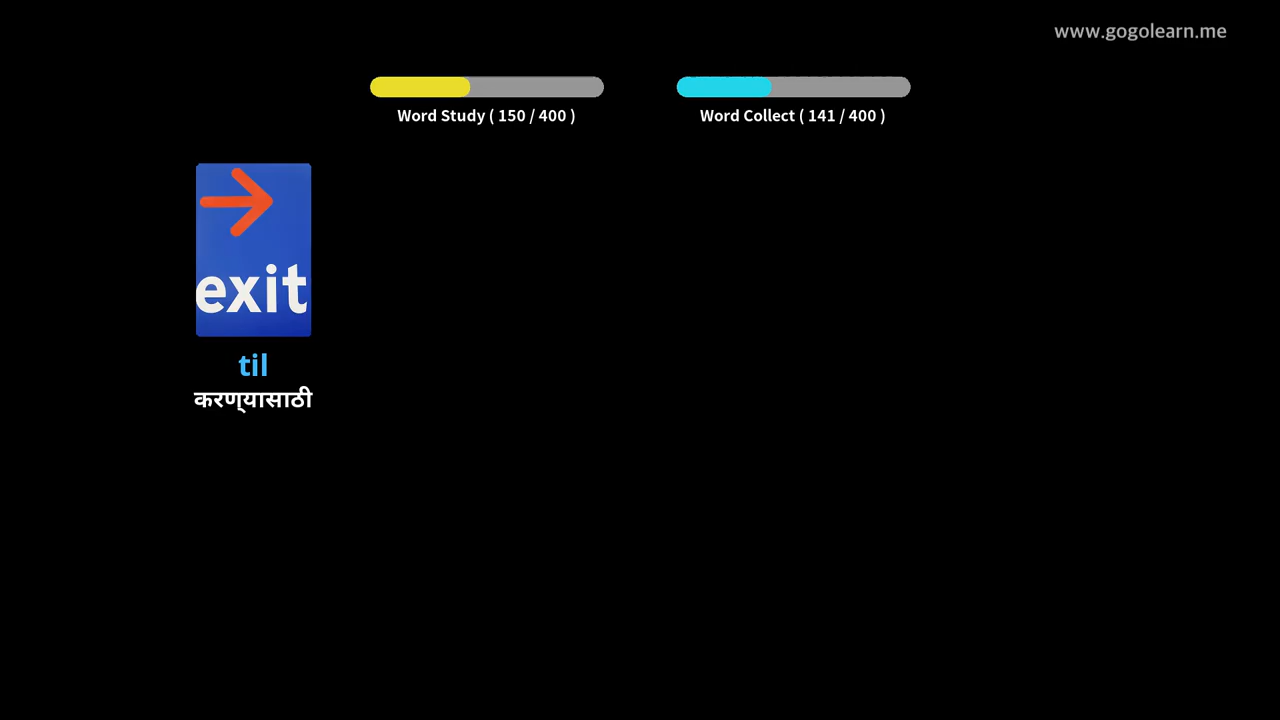 www.gogolearn.me
Word Study ( 150 / 400 )
Word Collect ( 141 / 400 )
exit
til
करण्यासाठी